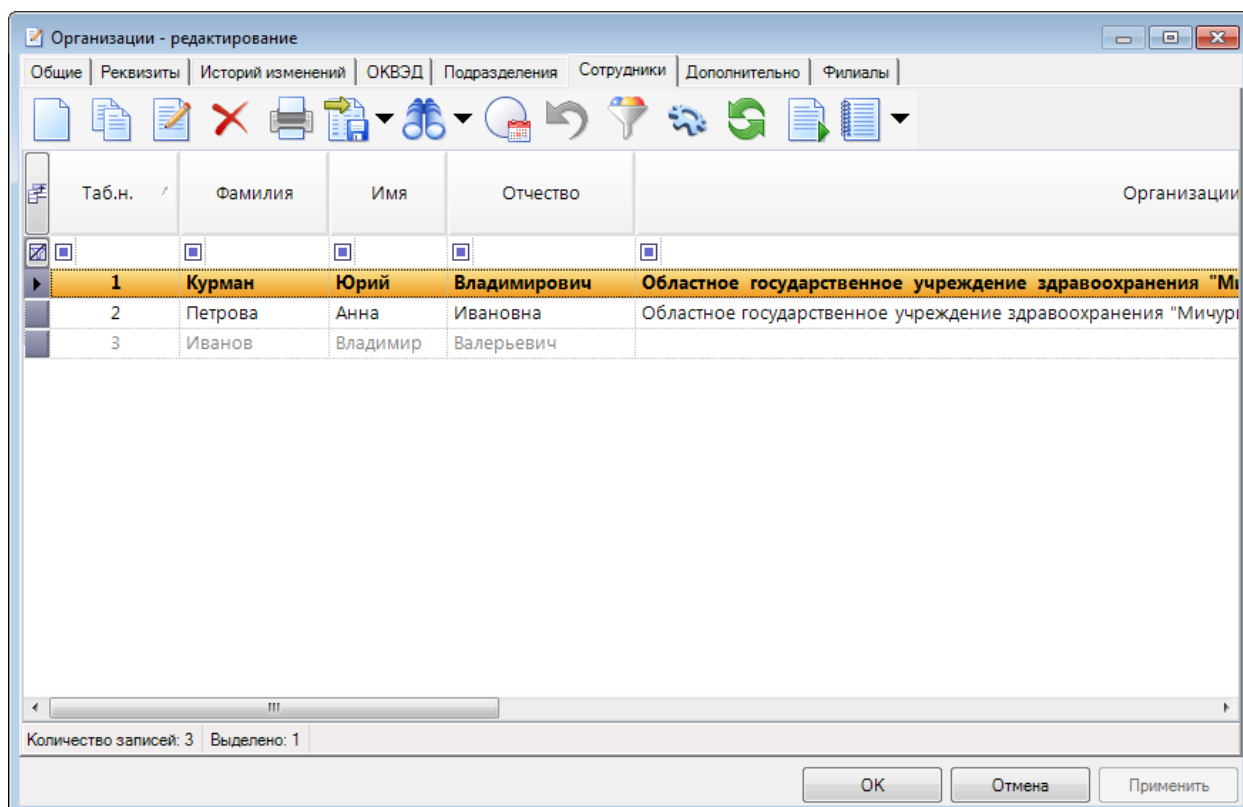 Организации - редактирование
Общие Реквизиты Историй изменений ОКВЭД Подразделения Сотрудники Дополнительно Филиалы
Таб.н. Фамилия Имя Отчество Организации
1 Курман Юрий Владимирович Областное государственное учреждение здравоохранения "Ми
2 Петрова Анна Ивановна Областное государственное учреждение здравоохранения "Мичур
3 Иванов Владимир Валерьевич
Количество записей: 3 Выделено: 1
OK Отмена Применить